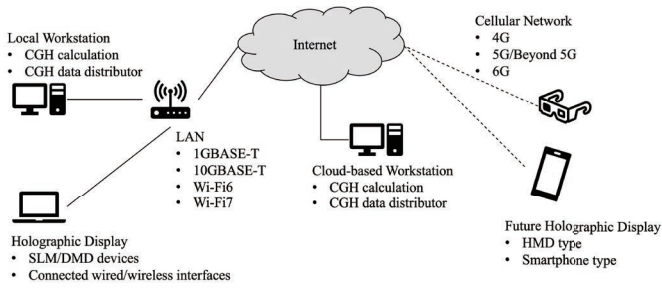 Local Workstation
• CGH calculation
• CGH data distributor
Internet
Cellular Network
• 4G
• 5G/Beyond 5G
• 6G
LAN
• 1GBASE-T
• 10GBASE-T
• Wi-Fi6
• Wi-Fi7
Cloud-based Workstation
• CGH calculation
• CGH data distributor
Holographic Display
• SLM/DMD devices
• Connected wired/wireless interfaces
Future Holographic Display
• HMD type
• Smartphone type